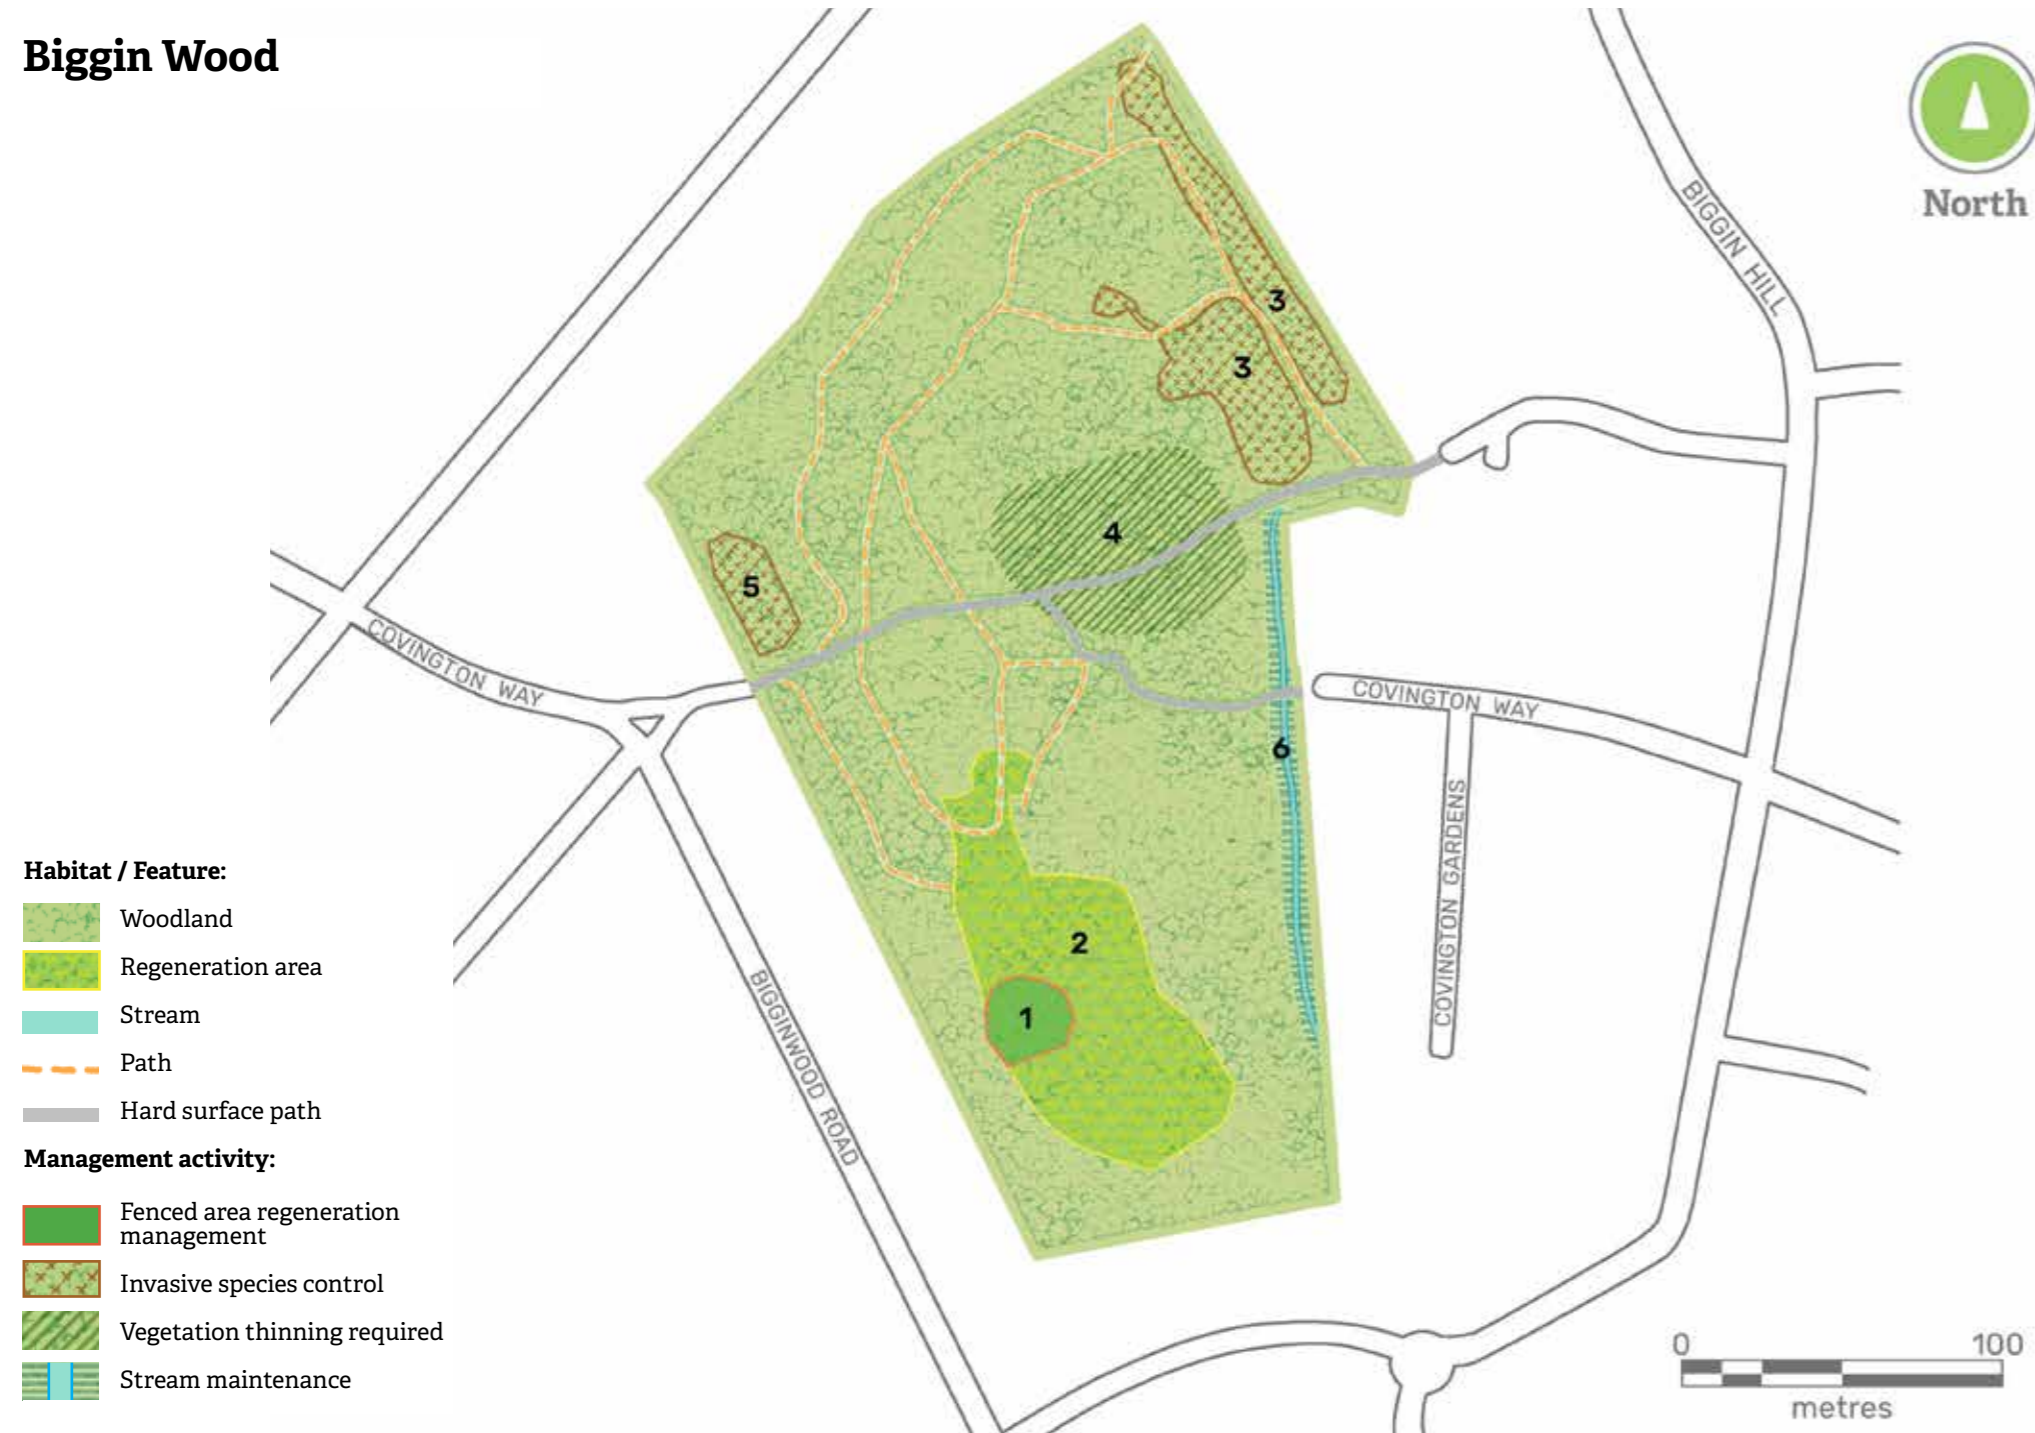 Biggin Wood
North
BIGGIN HILL
3
3
4
5
COVINGTON WAY
COVINGTON WAY
6
COVINGTON GARDENS
2
1
BIGGINWOOD ROAD
Habitat / Feature:
Woodland
Regeneration area
Stream
Path
Hard surface path
Management activity:
Fenced area regeneration
management
Invasive species control
Vegetation thinning required
Stream maintenance
0 100
metres